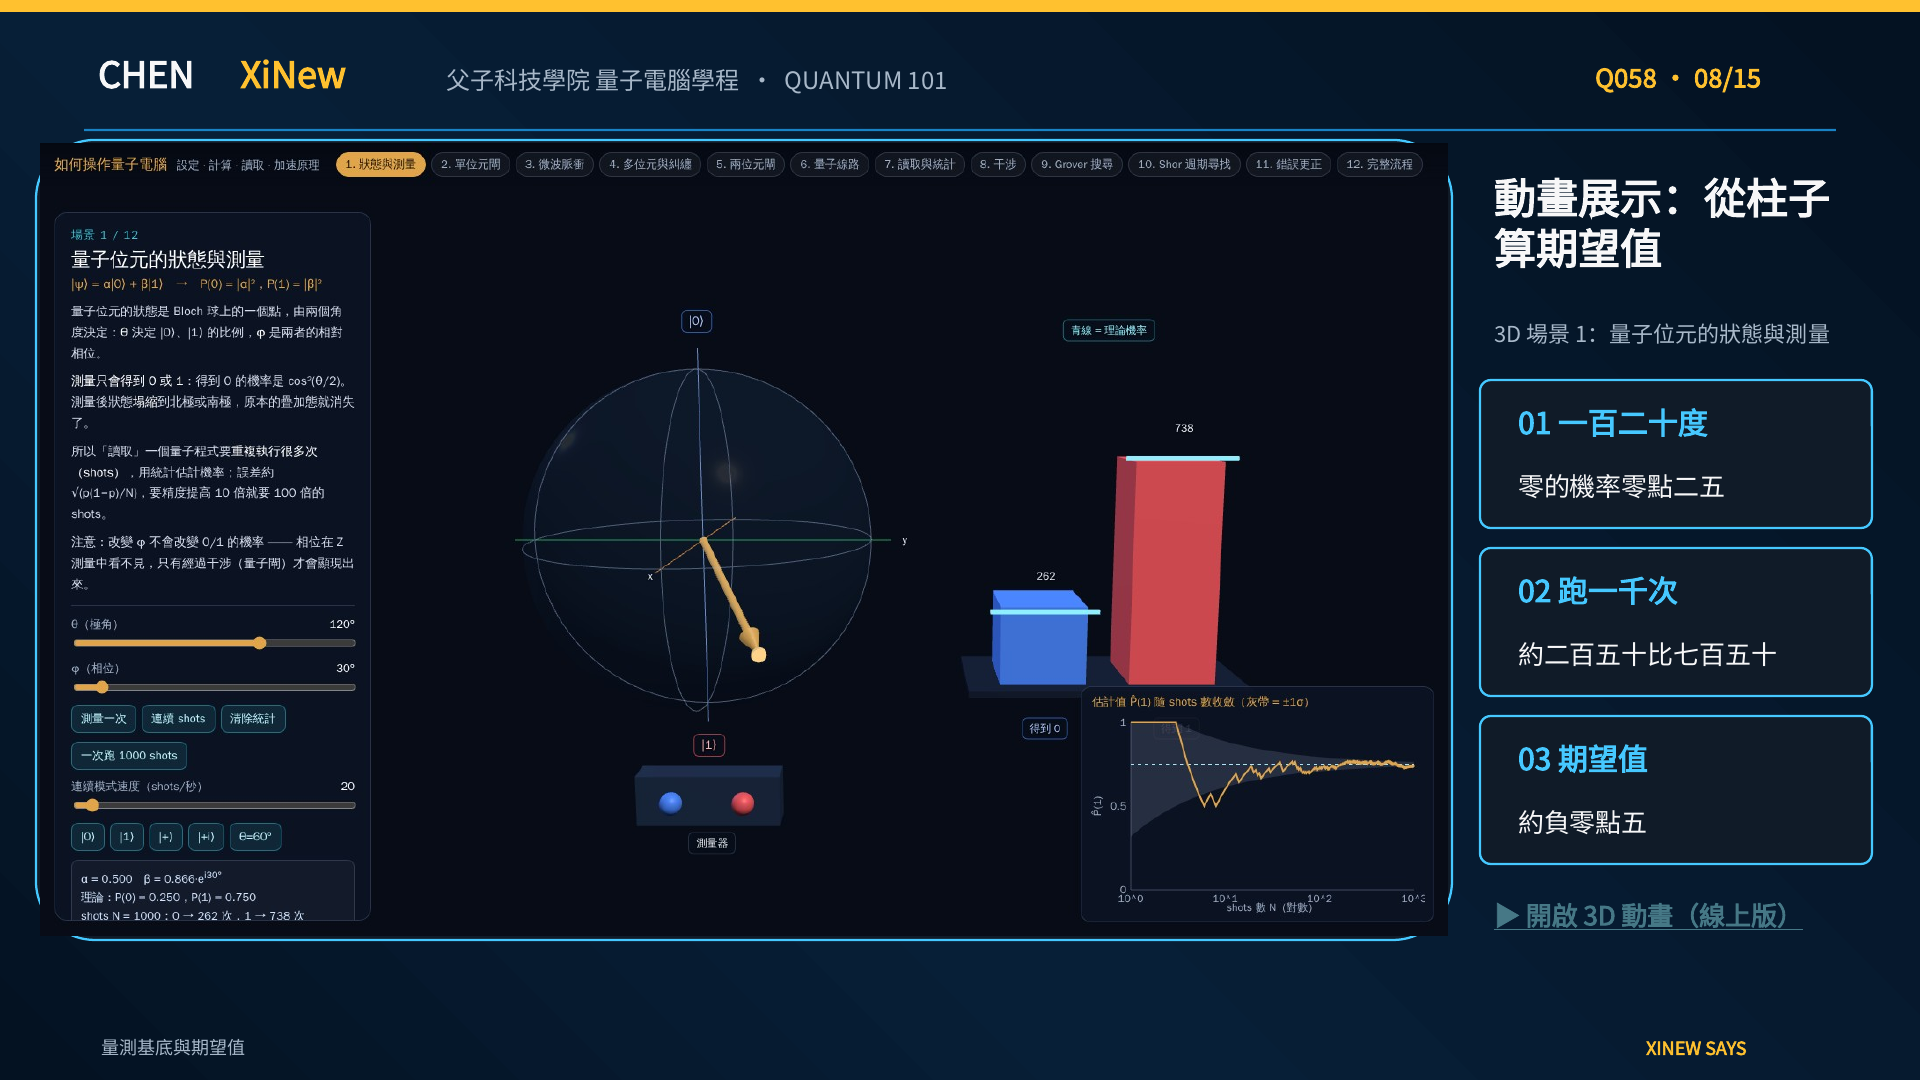 CHEN XiNew
父子科技學院 量子電腦學程 • QUANTUM 101
Q058 • 08/15
如何操作量子電腦 設定 · 計算 · 讀取 · 加速原理
1. 狀態與測量
2. 單位元閘
3. 微波脈衝
4. 多位元與糾纏
5. 兩位元閘
6. 量子線路
7. 讀取與統計
8. 干涉
9. Grover 搜尋
10. Shor 週期尋找
11. 錯誤更正
12. 完整流程
場景 1 / 12
量子位元的狀態與測量
|ψ⟩ = α|0⟩ + β|1⟩ → P(0) = |α|², P(1) = |β|²
量子位元的狀態是 Bloch 球上的一個點，由兩個角
度決定：θ 決定 |0⟩、|1⟩ 的比例，φ 是兩者的相對
相位。
測量只會得到 0 或 1：得到 0 的機率是 cos²(θ/2)。
測量後狀態塌縮到北極或南極，原本的疊加態就消失
了。
所以「讀取」一個量子程式要重複執行很多次
（shots），用統計估計機率；誤差約
√(p(1−p)/N)，要精度提高 10 倍就要 100 倍的
shots。
注意：改變 φ 不會改變 0/1 的機率 —— 相位在 Z
測量中看不見，只有經過干涉（量子閘）才會顯現出
來。
θ（極角） 120°
φ（相位） 30°
測量一次
連續 shots
清除統計
一次跑 1000 shots
連續模式速度（shots/秒） 20
|0⟩
|1⟩
|+⟩
|+i⟩
θ=60°
α = 0.500 β = 0.866·e^i30°
理論：P(0) = 0.250，P(1) = 0.750
shots N = 1000：0 → 262 次，1 → 738 次
|0⟩
y
x
|1⟩
測量器
青線 = 理論機率
738
262
得到 0
得到 1
估計值 P̂(1) 隨 shots 數收斂（灰帶 = ±1σ）
1
0.5
0
P̂(1)
10^0
10^1
10^2
10^3
shots 數 N（對數）
動畫展示：從柱子
算期望值
3D 場景 1：量子位元的狀態與測量
01 一百二十度
零的機率零點二五
02 跑一千次
約二百五十比七百五十
03 期望值
約負零點五
▶ 開啟 3D 動畫（線上版）
量測基底與期望值
XINEW SAYS